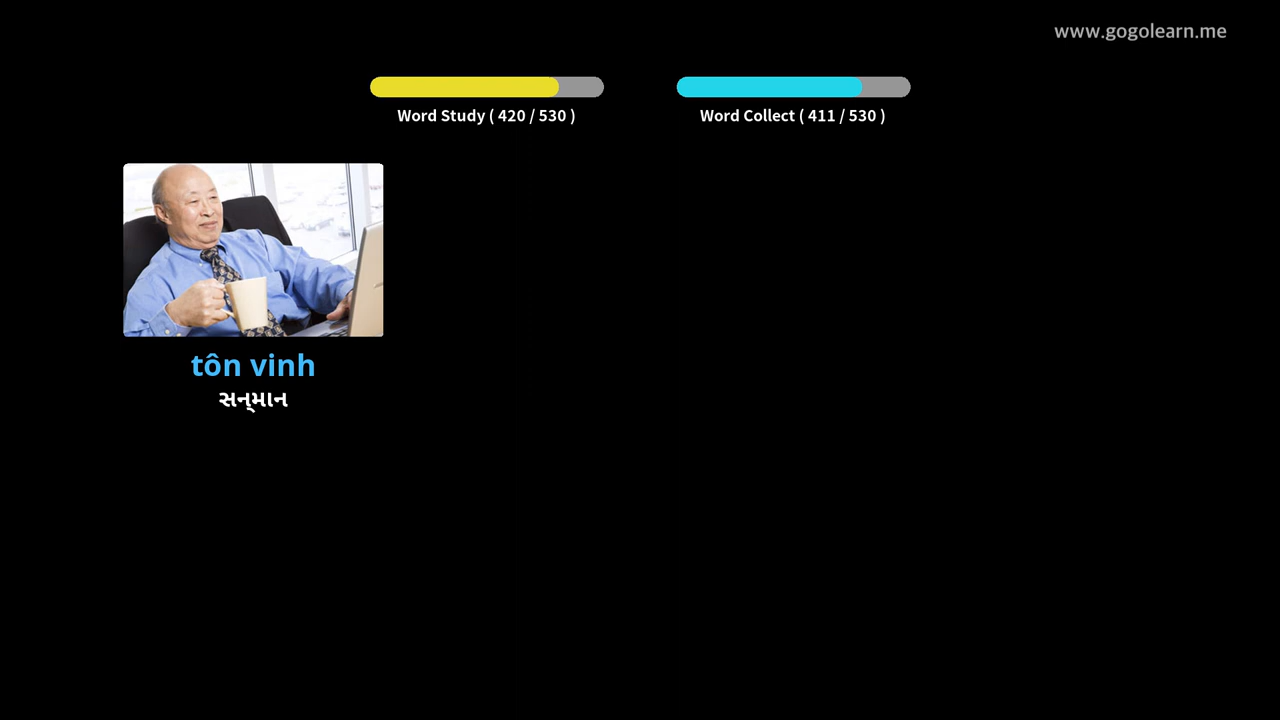 www.gogolearn.me
Word Study ( 420 / 530 )
Word Collect ( 411 / 530 )
tôn vinh
સન્માન